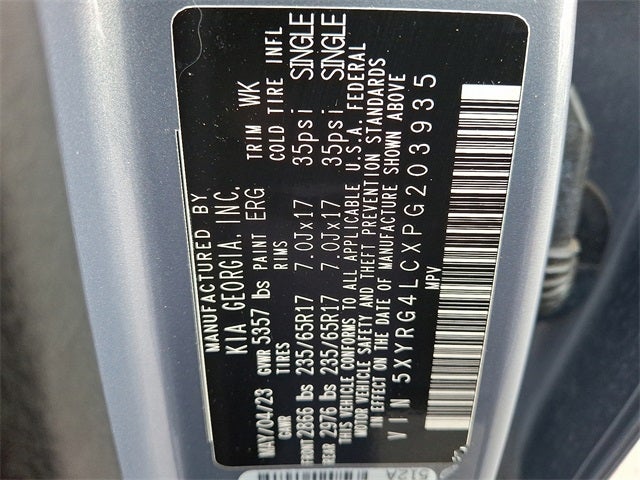 MANUFACTURED BY
KIA GEORGIA, INC.
MAY/04/23 GVWR 5357 lbs PAINT ERG TRIM WK
GAWR TIRES RIMS COLD TIRE INFL
FRONT 2866 lbs 235/65R17 7.0Jx17 35psi SINGLE
REAR 2976 lbs 235/65R17 7.0Jx17 35psi SINGLE
THIS VEHICLE CONFORMS TO ALL APPLICABLE U.S.A. FEDERAL
MOTOR VEHICLE SAFETY AND THEFT PREVENTION STANDARDS
IN EFFECT ON THE DATE OF MANUFACTURE SHOWN ABOVE
VIN 5XYRG4LCXPG203935
MPV
512A